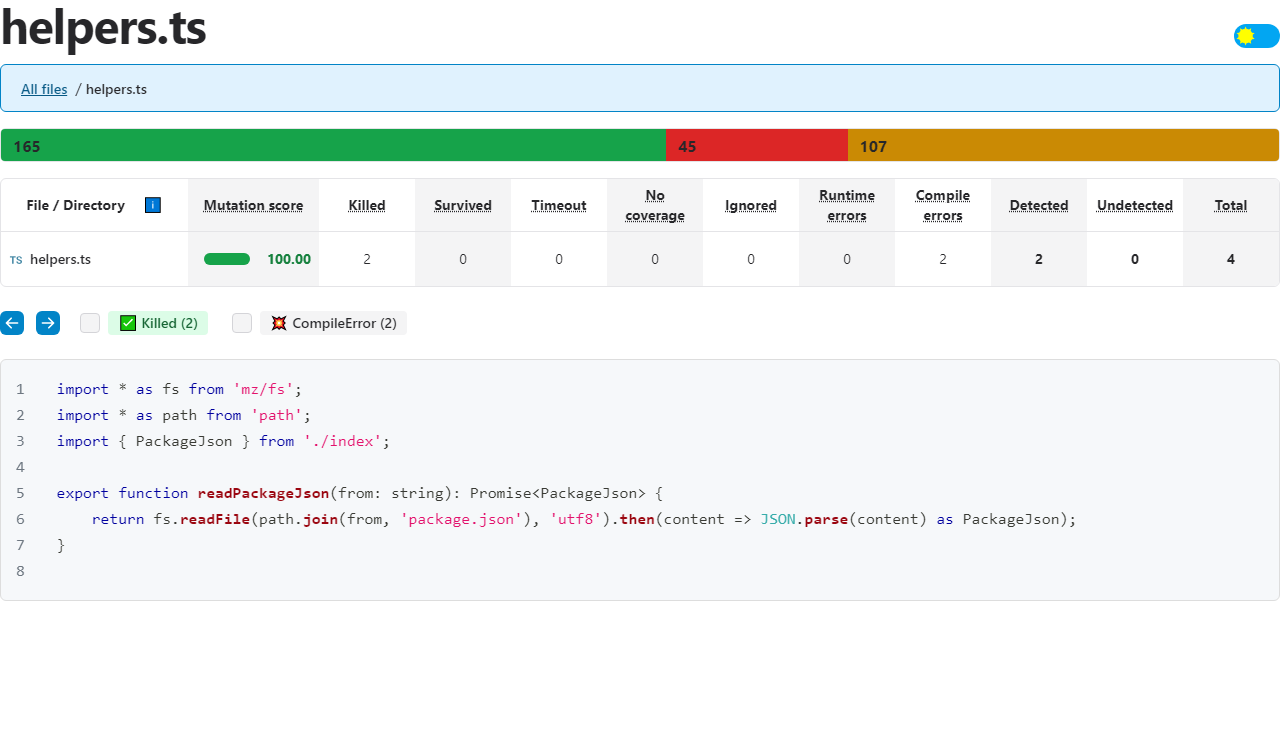 helpers.ts
All files / helpers.ts
165 45 107
File / Directory i Mutation score Killed Survived Timeout No coverage Ignored Runtime errors Compile errors Detected Undetected Total
TS helpers.ts 100.00 2 0 0 0 0 0 2 2 0 4
Killed (2) CompileError (2)
1 import * as fs from 'mz/fs';
2 import * as path from 'path';
3 import { PackageJson } from './index';
4
5 export function readPackageJson(from: string): Promise<PackageJson> {
6     return fs.readFile(path.join(from, 'package.json'), 'utf8').then(content => JSON.parse(content) as PackageJson);
7 }
8